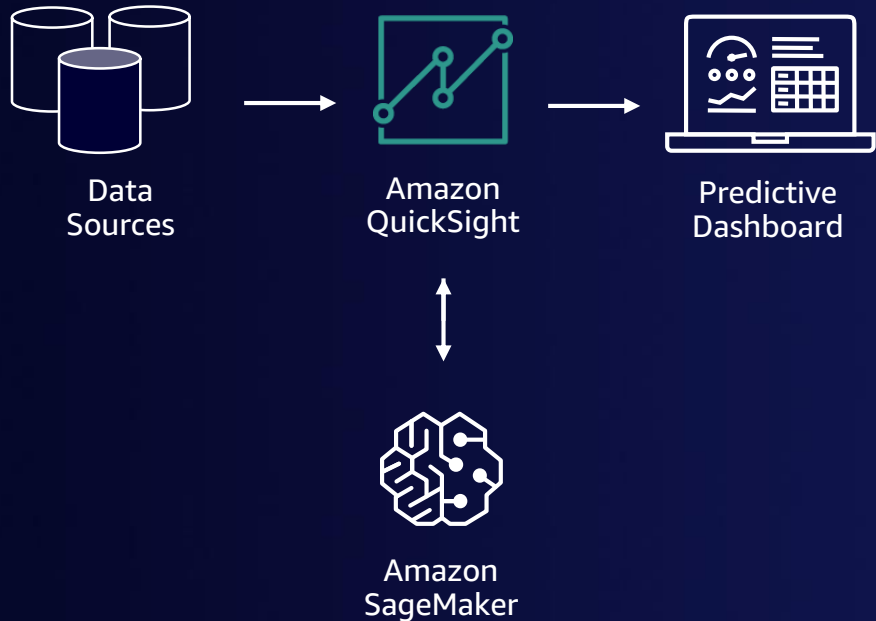 Data
Sources
Amazon
QuickSight
Predictive
Dashboard
Amazon
SageMaker